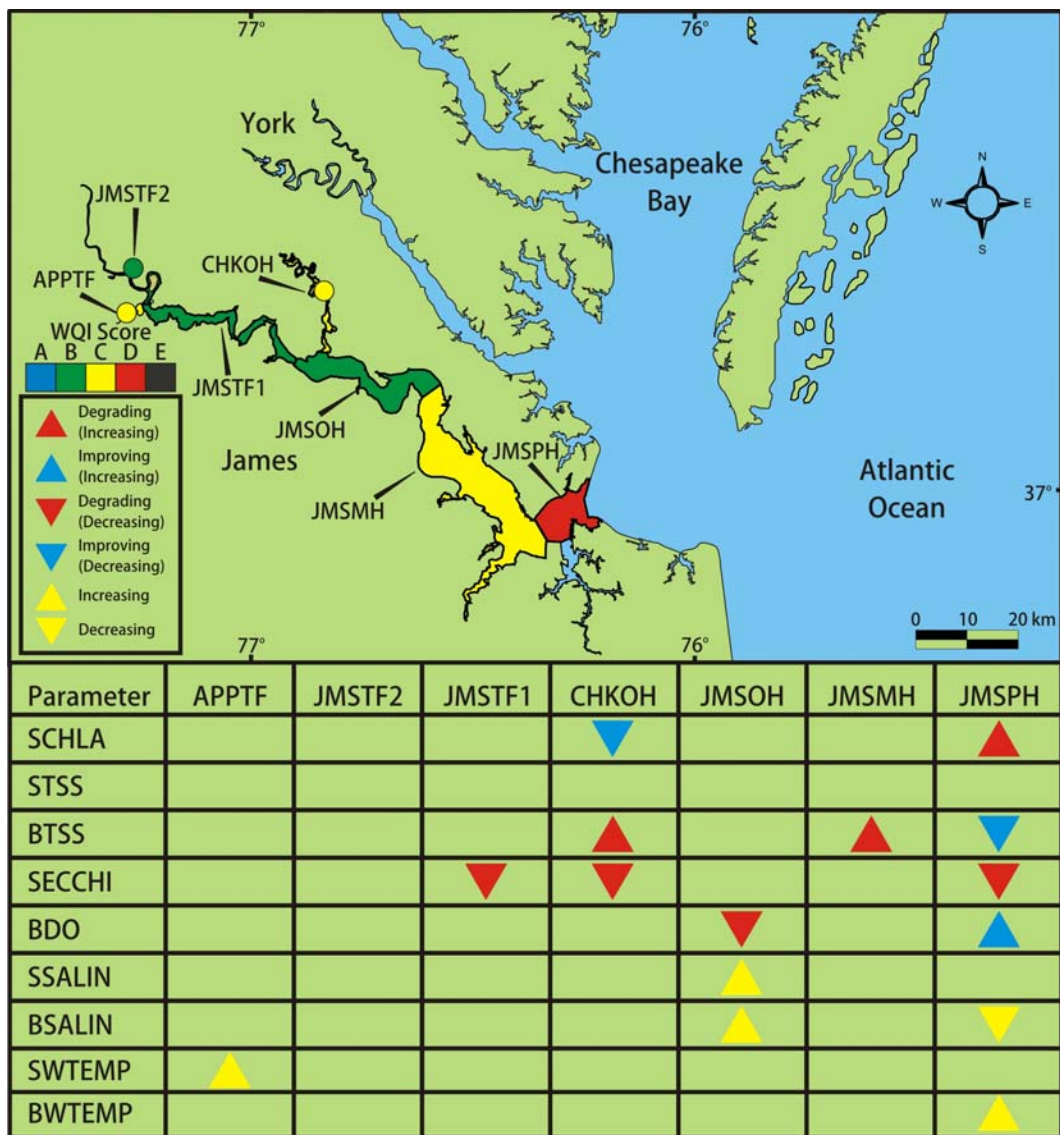 77°
76°
York
Chesapeake
Bay
N
W
E
S
JMSTF2
CHKOH
APPTF
WQI Score
A B C D E
JMSTF1
JMSOH
James
JMSPH
JMSMH
Atlantic
Ocean
37°
Degrading
(Increasing)
Improving
(Increasing)
Degrading
(Decreasing)
Improving
(Decreasing)
Increasing
Decreasing
0 10 20 km
77°
76°
Parameter APPTF JMSTF2 JMSTF1 CHKOH JMSOH JMSMH JMSPH
SCHLA
STSS
BTSS
SECCHI
BDO
SSALIN
BSALIN
SWTEMP
BWTEMP